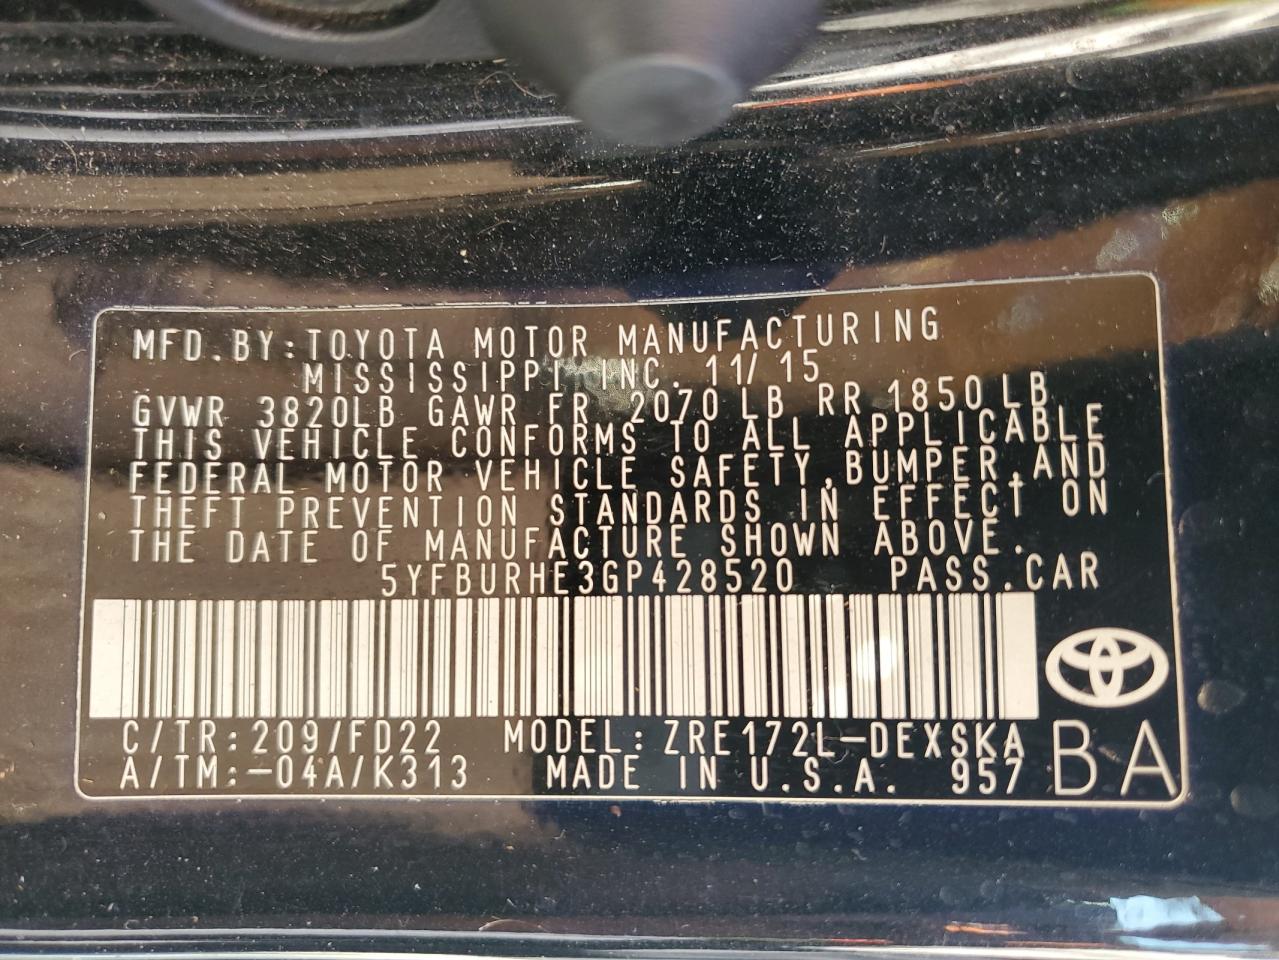 MFD.BY:TOYOTA MOTOR MANUFACTURING
MISSISSIPPI INC. 11/15
GVWR 3820LB GAWR FR 2070LB RR 1850LB
THIS VEHICLE CONFORMS TO ALL APPLICABLE
FEDERAL MOTOR VEHICLE SAFETY,BUMPER,AND
THEFT PREVENTION STANDARDS IN EFFECT ON
THE DATE OF MANUFACTURE SHOWN ABOVE.
5YFBURHE3GP428520 PASS.CAR
C/TR:209/FD22 MODEL:ZRE172L-DEXSKA
A/TM:-04A/K313 MADE IN U.S.A. 957 BA